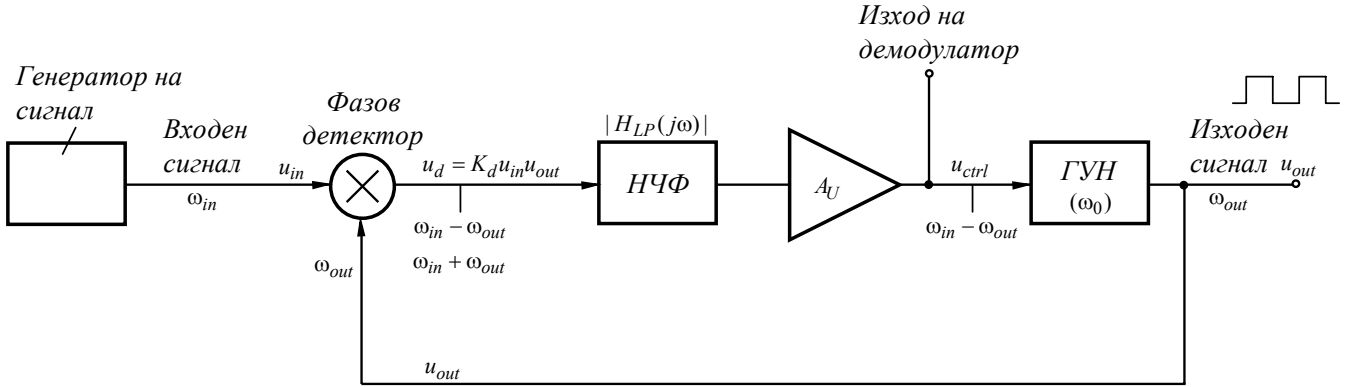 Изход на
демодулатор
Генератор на
сигнал
Входен
сигнал
Фазов
детектор
|H_LP(jω)|
Изходен
сигнал u_out
u_in
u_d = K_d u_in u_out
НЧФ
A_U
u_ctrl
ГУН
(ω_0)
ω_in
ω_in − ω_out
ω_in + ω_out
ω_in − ω_out
ω_out
ω_out
u_out